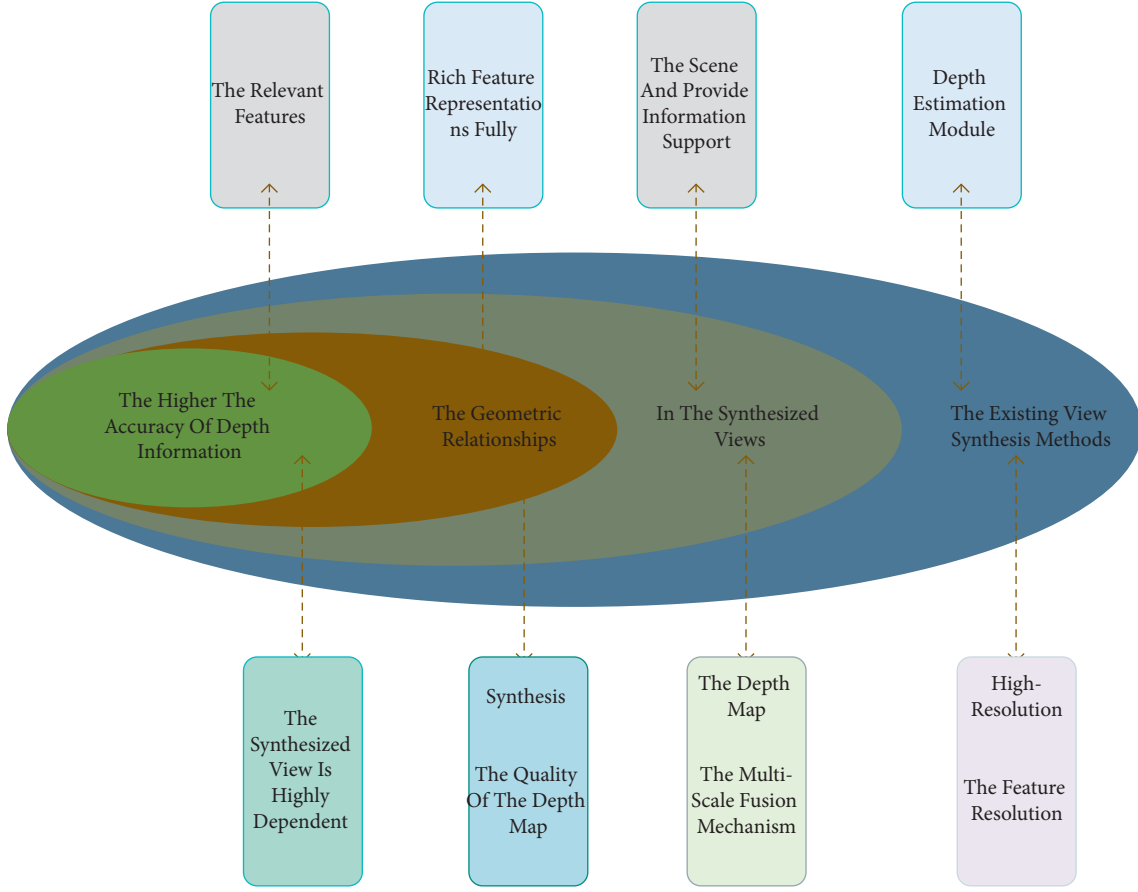 The Relevant
Features
Rich Feature
Representatio
ns Fully
The Scene
And Provide
Information
Support
Depth
Estimation
Module
The Higher The
Accuracy Of Depth
Information
The Geometric
Relationships
In The Synthesized
Views
The Existing View
Synthesis Methods
The
Synthesized
View Is
Highly
Dependent
Synthesis
The Quality
Of The Depth
Map
The Depth
Map
The Multi-
Scale Fusion
Mechanism
High-
Resolution
The Feature
Resolution